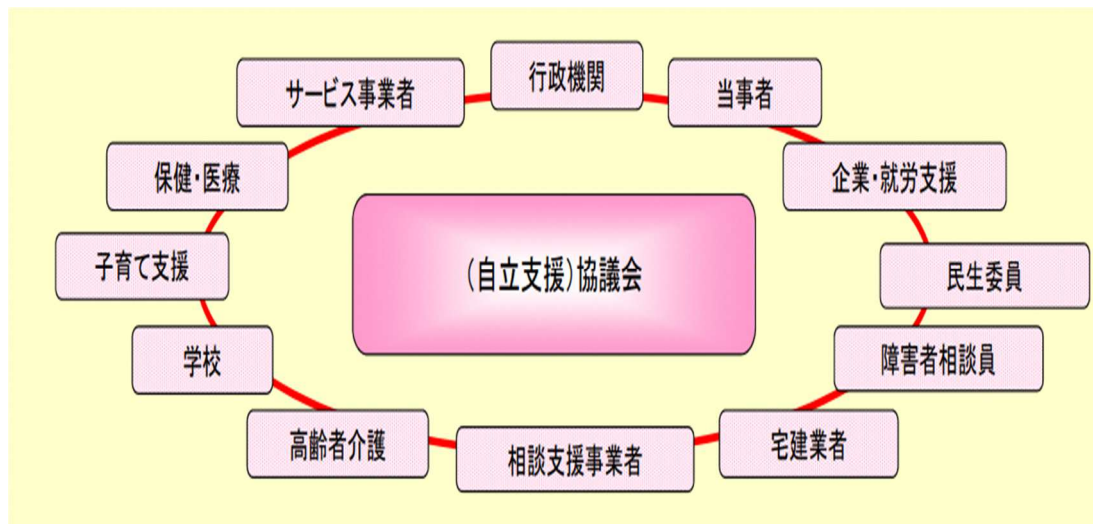 行政機関
サービス事業者
当事者
保健・医療
企業・就労支援
子育て支援
(自立支援)協議会
民生委員
学校
障害者相談員
高齢者介護
相談支援事業者
宅建業者